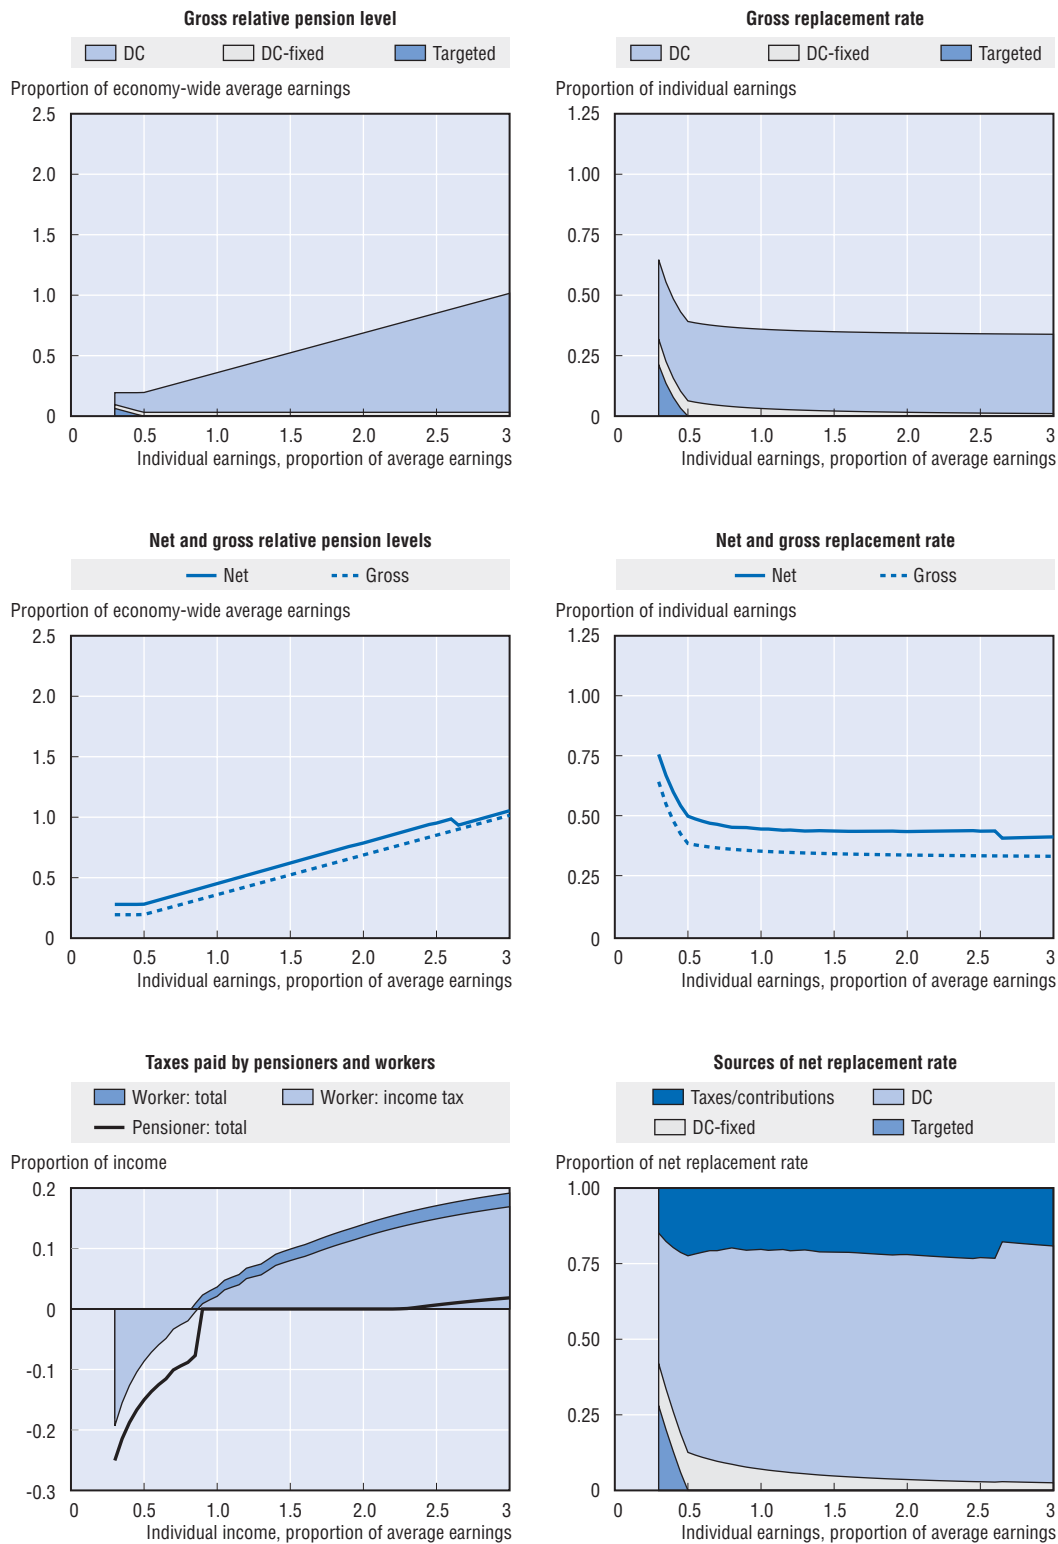 Gross relative pension level
DC DC-fixed Targeted
Proportion of economy-wide average earnings
2.5
2.0
1.5
1.0
0.5
0
0 0.5 1.0 1.5 2.0 2.5 3
Individual earnings, proportion of average earnings
Gross replacement rate
DC DC-fixed Targeted
Proportion of individual earnings
1.25
1.00
0.75
0.50
0.25
0
0 0.5 1.0 1.5 2.0 2.5 3
Individual earnings, proportion of average earnings
Net and gross relative pension levels
Net Gross
Proportion of economy-wide average earnings
2.5
2.0
1.5
1.0
0.5
0
0 0.5 1.0 1.5 2.0 2.5 3
Individual earnings, proportion of average earnings
Net and gross replacement rate
Net Gross
Proportion of individual earnings
1.25
1.00
0.75
0.50
0.25
0
0 0.5 1.0 1.5 2.0 2.5 3
Individual earnings, proportion of average earnings
Taxes paid by pensioners and workers
Worker: total Worker: income tax
Pensioner: total
Proportion of income
0.2
0.1
0
-0.1
-0.2
-0.3
0 0.5 1.0 1.5 2.0 2.5 3
Individual income, proportion of average earnings
Sources of net replacement rate
Taxes/contributions DC
DC-fixed Targeted
Proportion of net replacement rate
1.00
0.75
0.50
0.25
0
0 0.5 1.0 1.5 2.0 2.5 3
Individual earnings, proportion of average earnings